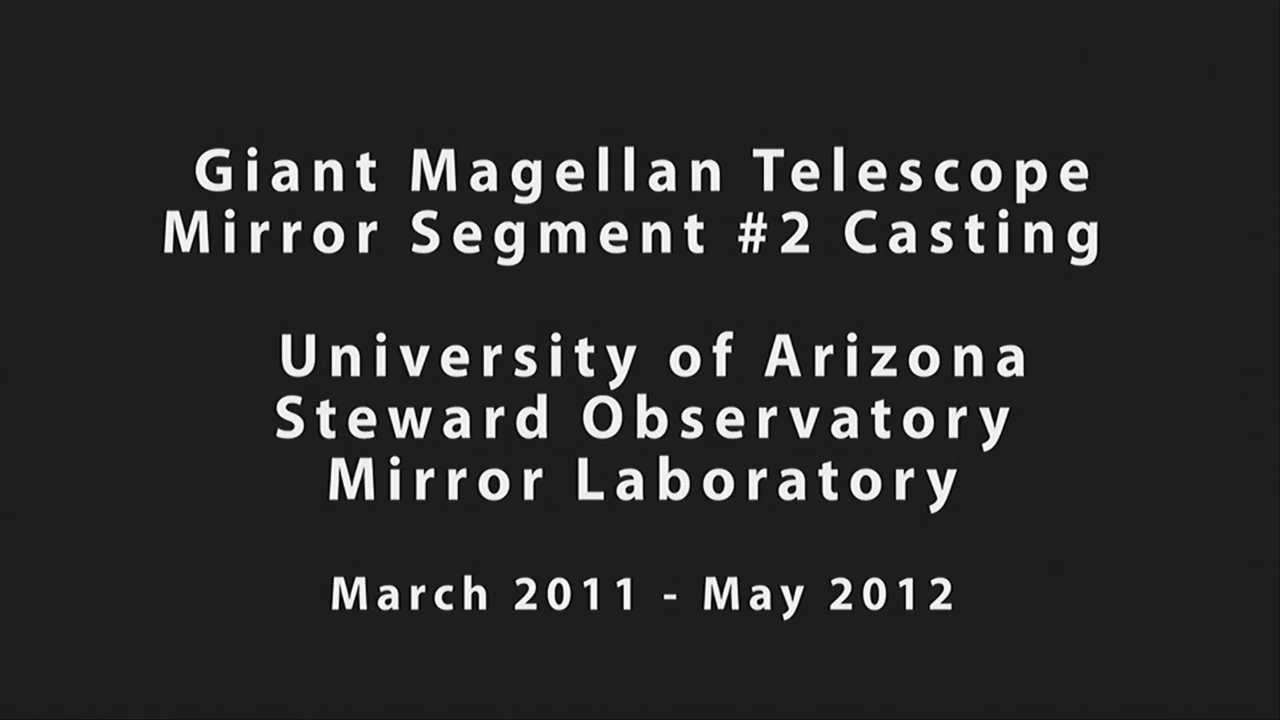 Giant Magellan Telescope
Mirror Segment #2 Casting
University of Arizona
Steward Observatory
Mirror Laboratory
March 2011 - May 2012